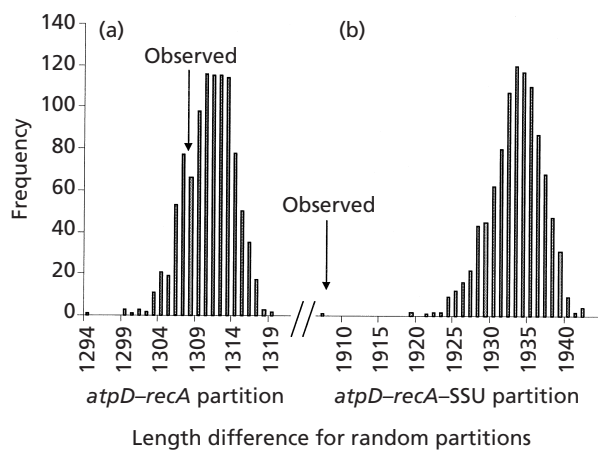 (a)
(b)
Observed
Observed
Frequency
140
120
100
80
60
40
20
0
1294
1299
1304
1309
1314
1319
//
1910
1915
1920
1925
1930
1935
1940
atpD–recA partition
atpD–recA–SSU partition
Length difference for random partitions